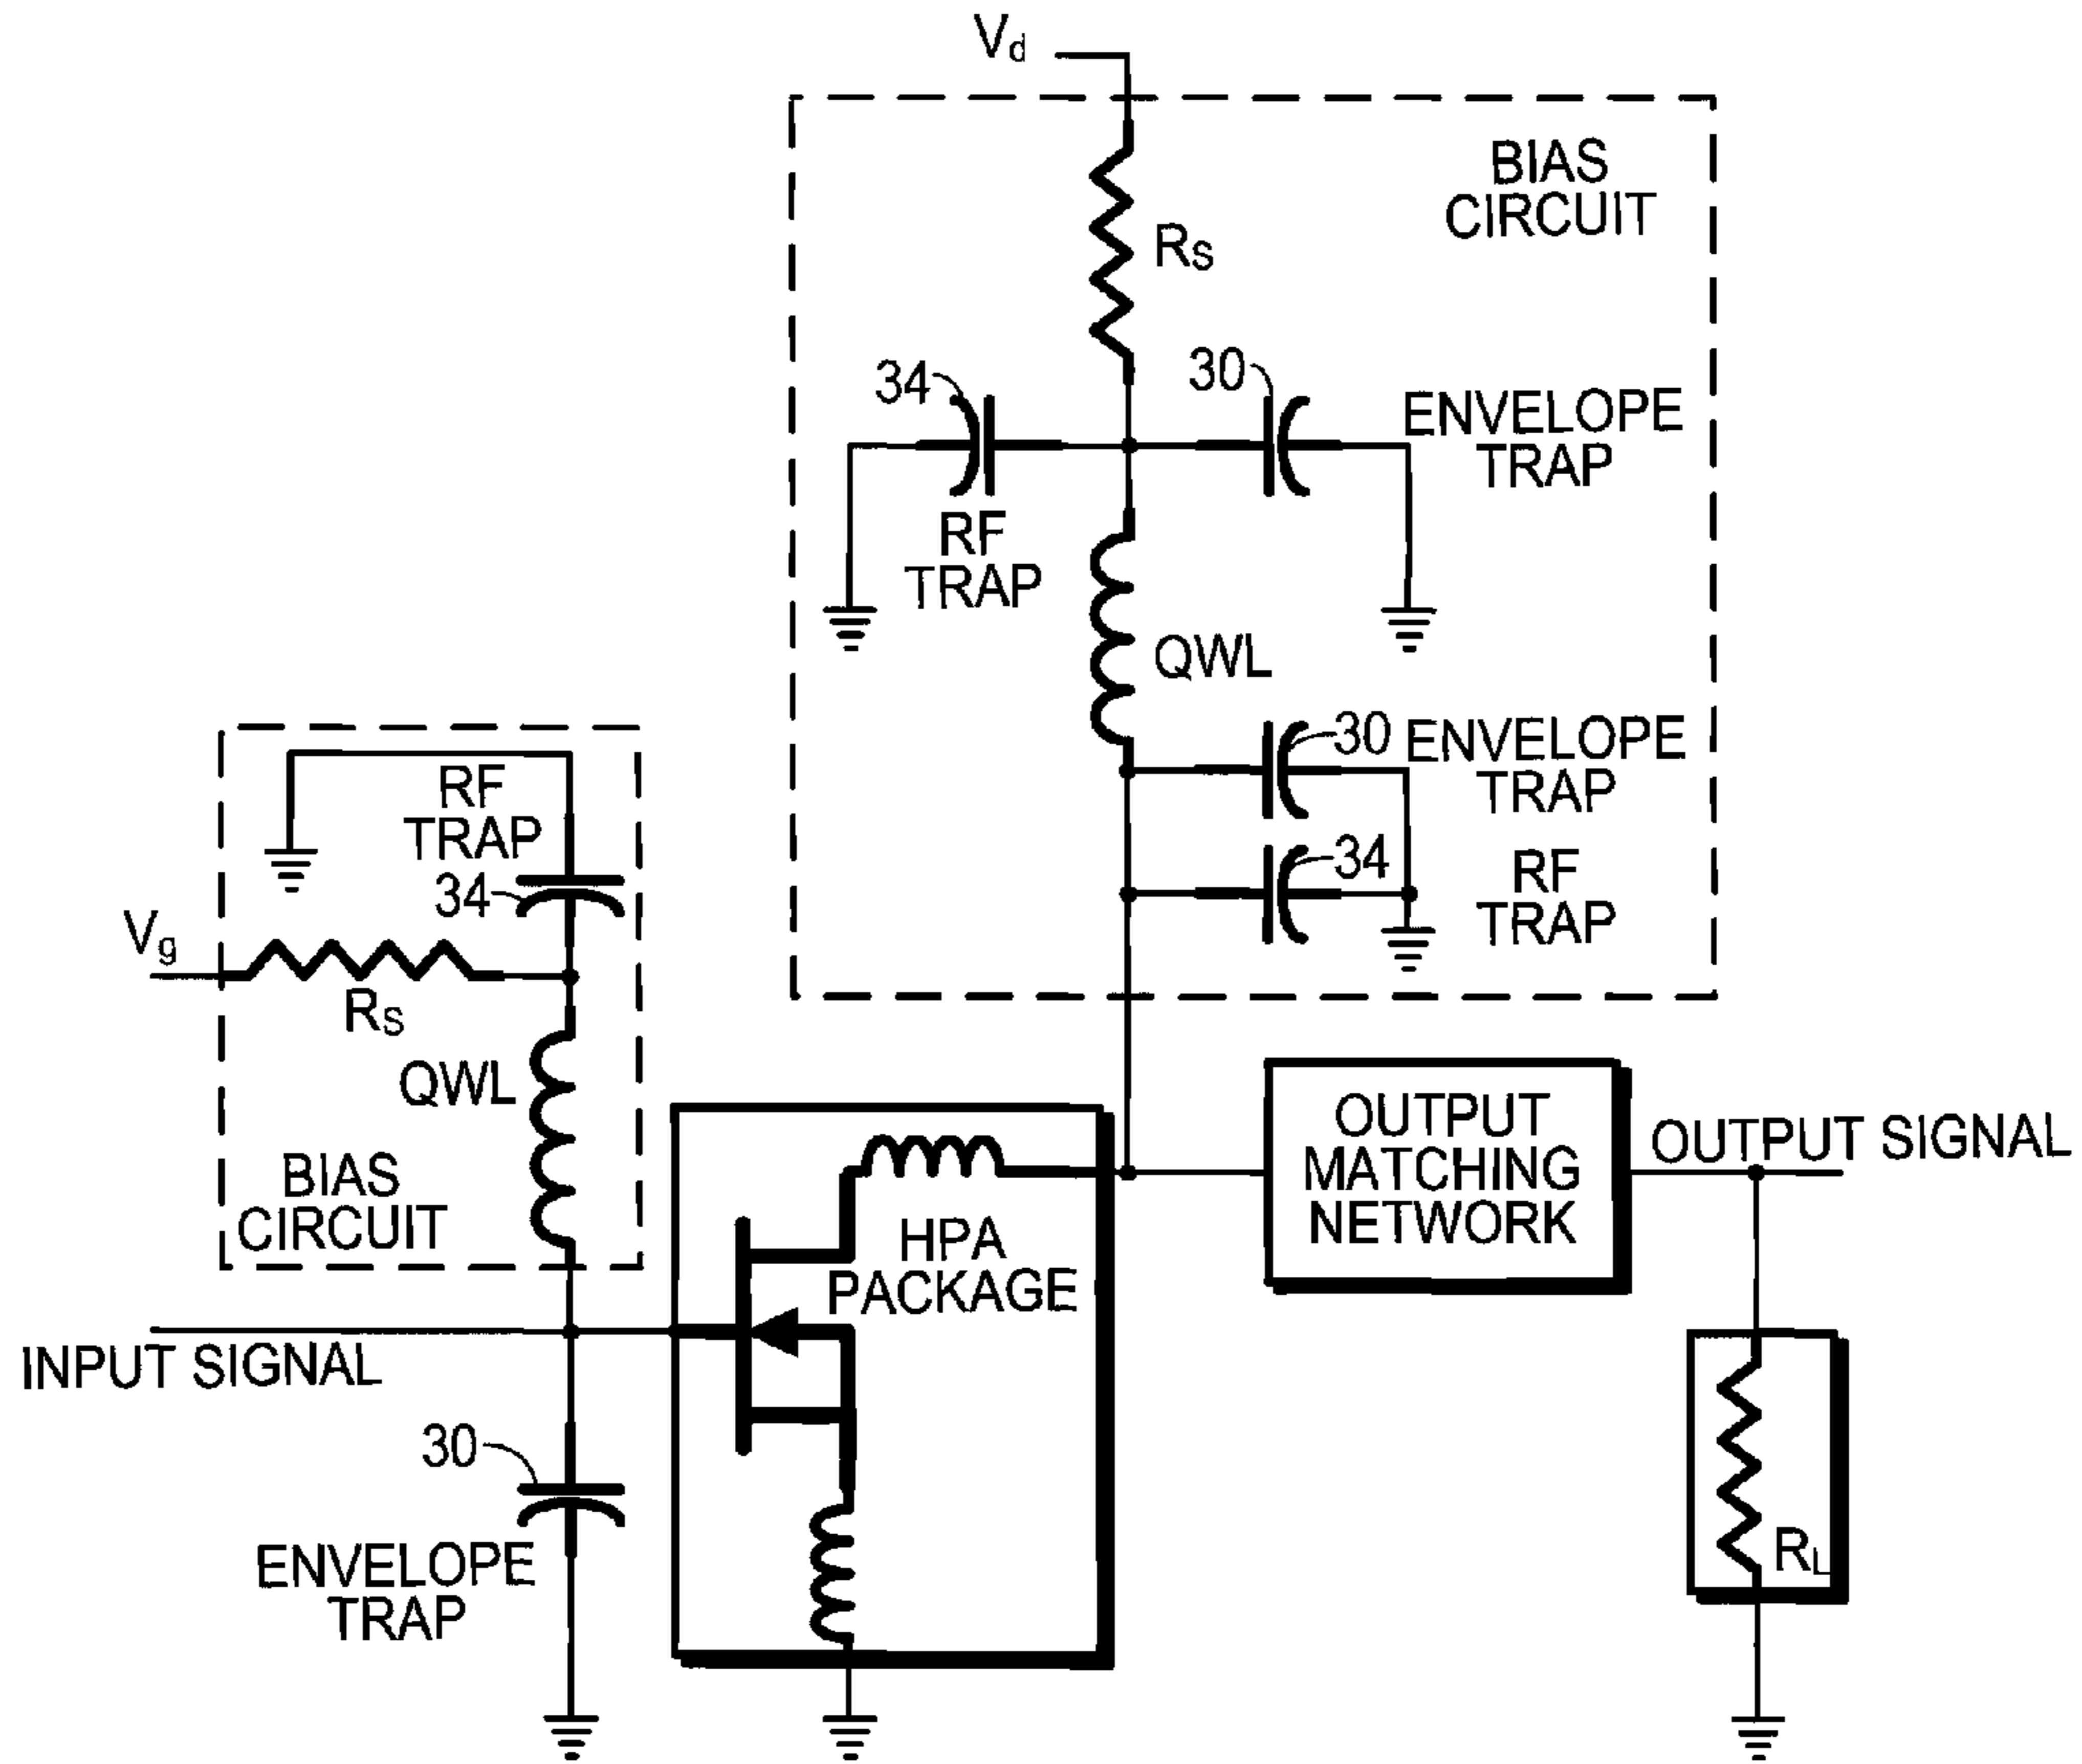 Vd
BIAS
CIRCUIT
RS
34
30
ENVELOPE
TRAP
RF
TRAP
QWL
30
ENVELOPE
TRAP
34
RF
TRAP
RF
TRAP
34
Vg
RS
QWL
BIAS
CIRCUIT
OUTPUT
MATCHING
NETWORK
OUTPUT SIGNAL
HPA
PACKAGE
INPUT SIGNAL
30
ENVELOPE
TRAP
RL